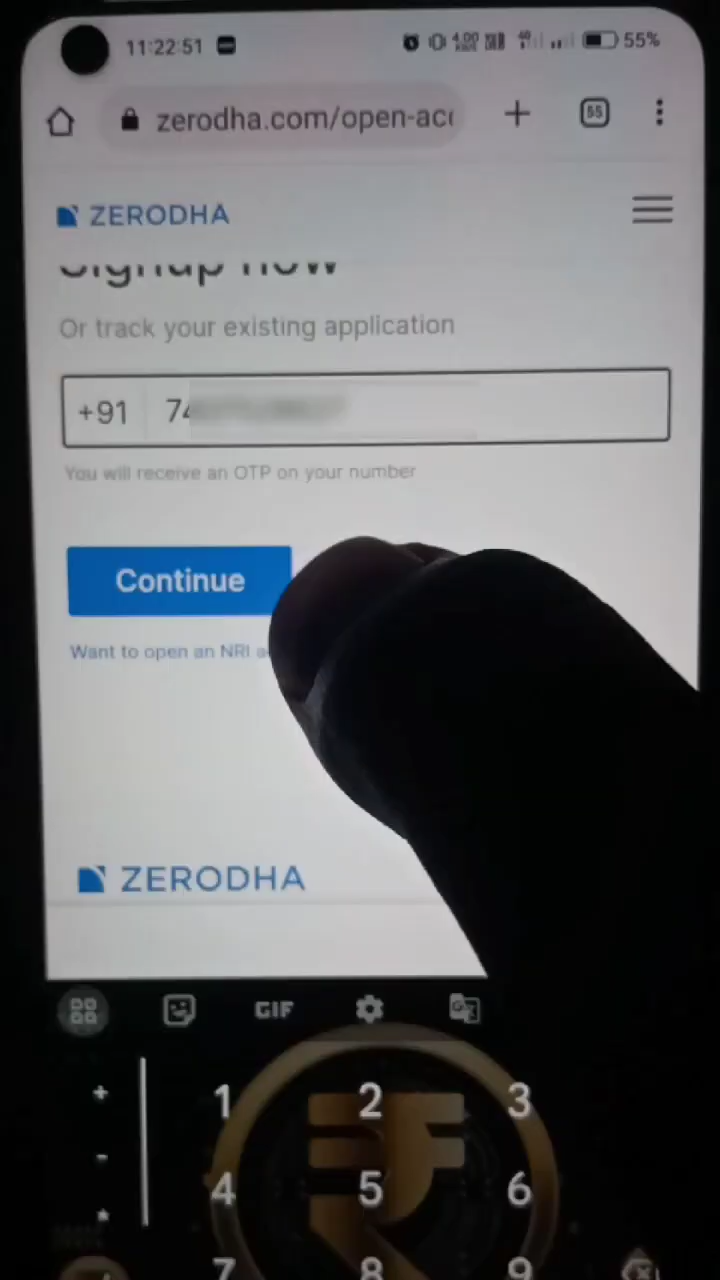 11:22:51
4G
55%
zerodha.com/open-acc
55
ZERODHA
Signup now
Or track your existing application
+91 74
You will receive an OTP on your number
Continue
Want to open an NRI a
ZERODHA
GIF
+ 1 2 3
-
4 5 6
*
7 8 9